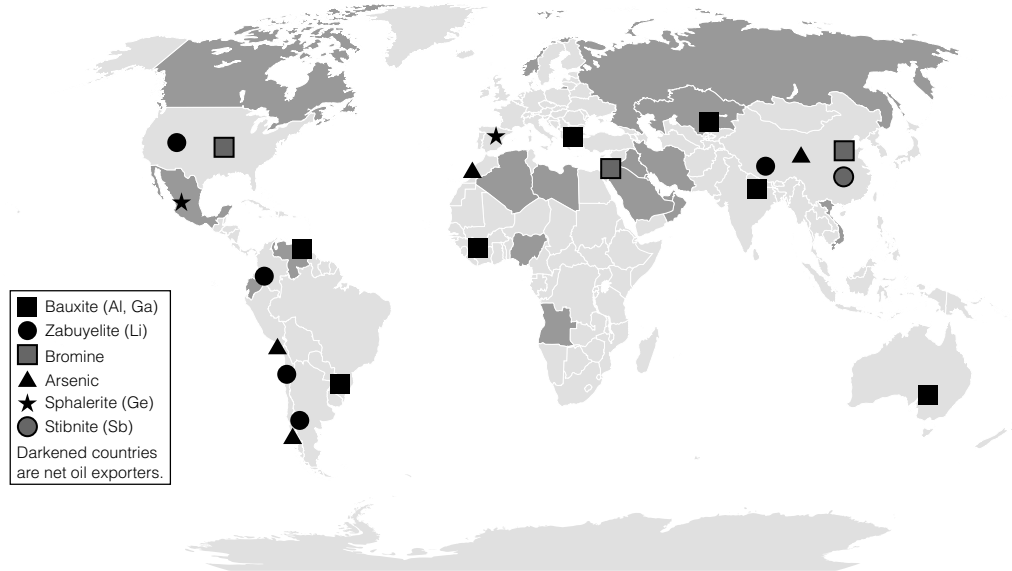 Bauxite (Al, Ga)
Zabuyelite (Li)
Bromine
Arsenic
Sphalerite (Ge)
Stibnite (Sb)
Darkened countries
are net oil exporters.